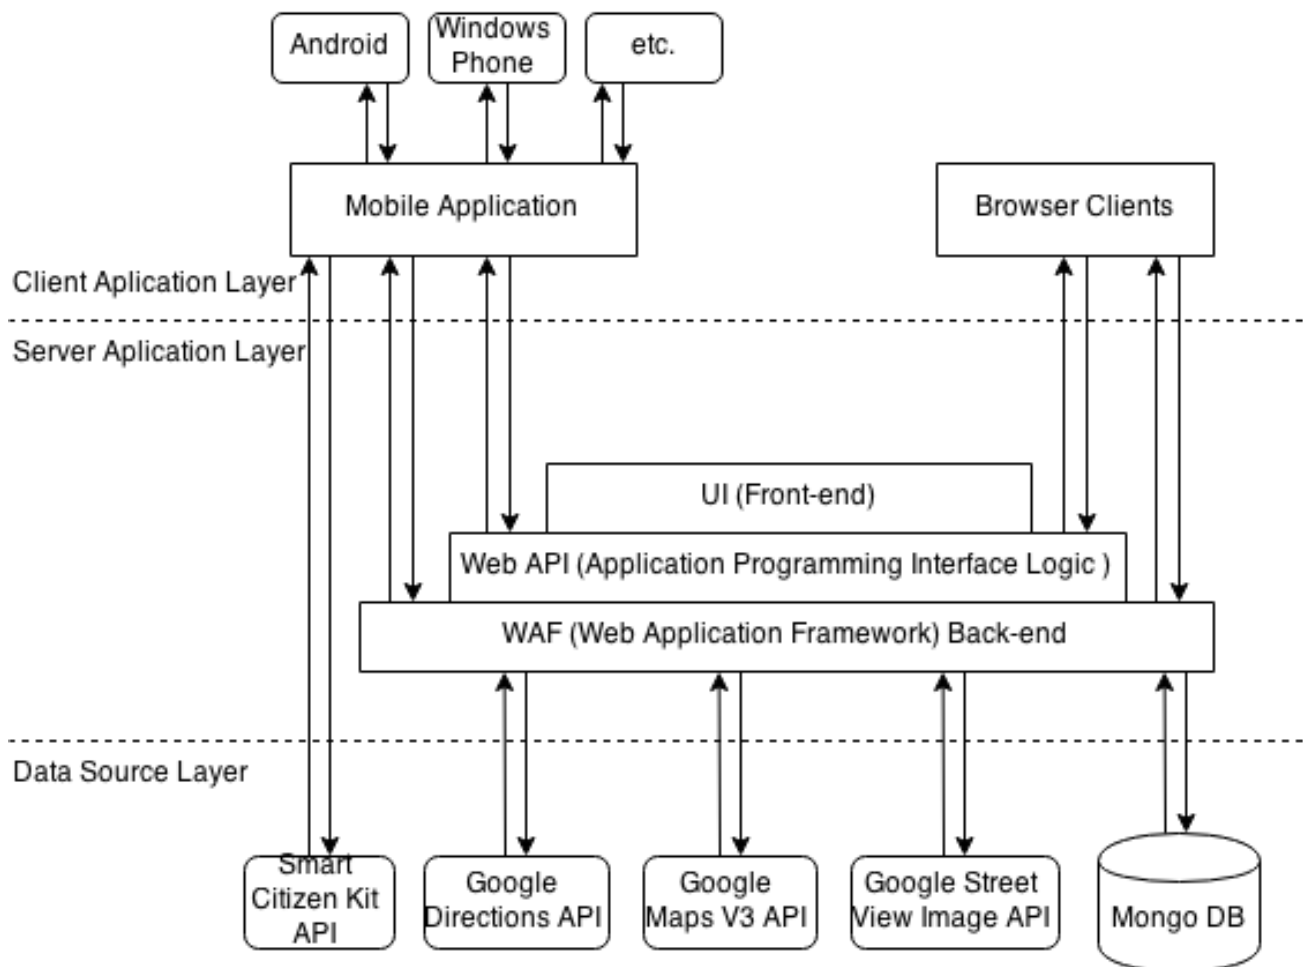 Android
Windows
Phone
etc.
Mobile Application
Browser Clients
Client Aplication Layer
Server Aplication Layer
UI (Front-end)
Web API (Application Programming Interface Logic )
WAF (Web Application Framework) Back-end
Data Source Layer
Smart
Citizen Kit
API
Google
Directions API
Google
Maps V3 API
Google Street
View Image API
Mongo DB